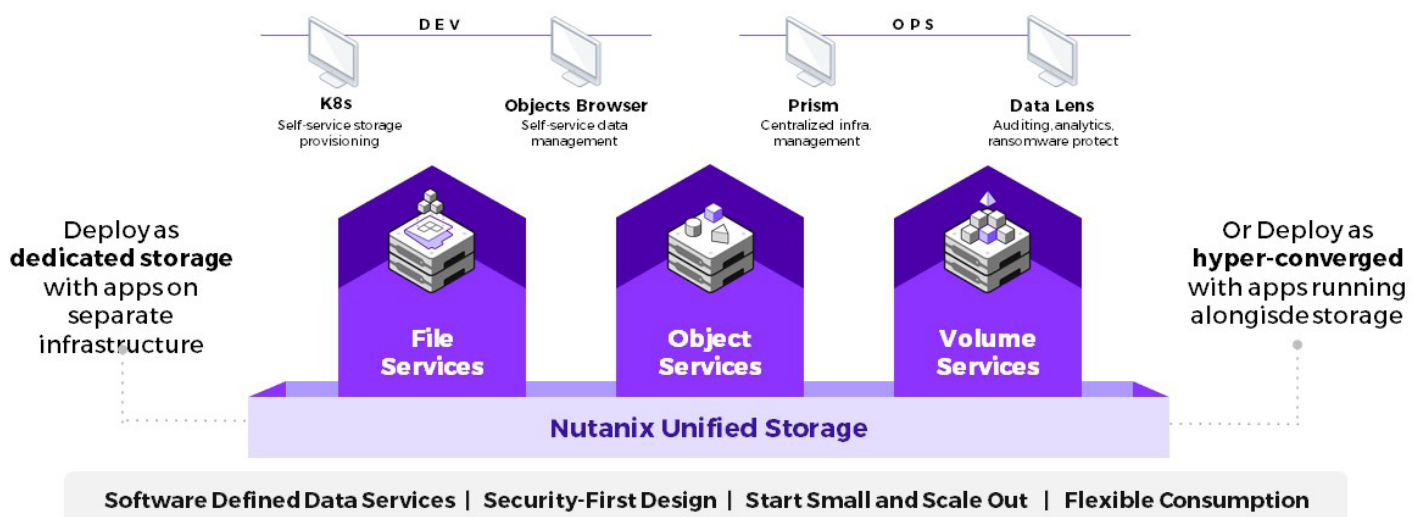 DEV
OPS
K8s
Self-service storage
provisioning
Objects Browser
Self-service data
management
Prism
Centralized infra.
management
Data Lens
Auditing, analytics,
ransomware protect
Deploy as
dedicated storage
with apps on
separate
infrastructure
File
Services
Object
Services
Volume
Services
Or Deploy as
hyper-converged
with apps running
alongisde storage
Nutanix Unified Storage
Software Defined Data Services | Security-First Design | Start Small and Scale Out | Flexible Consumption